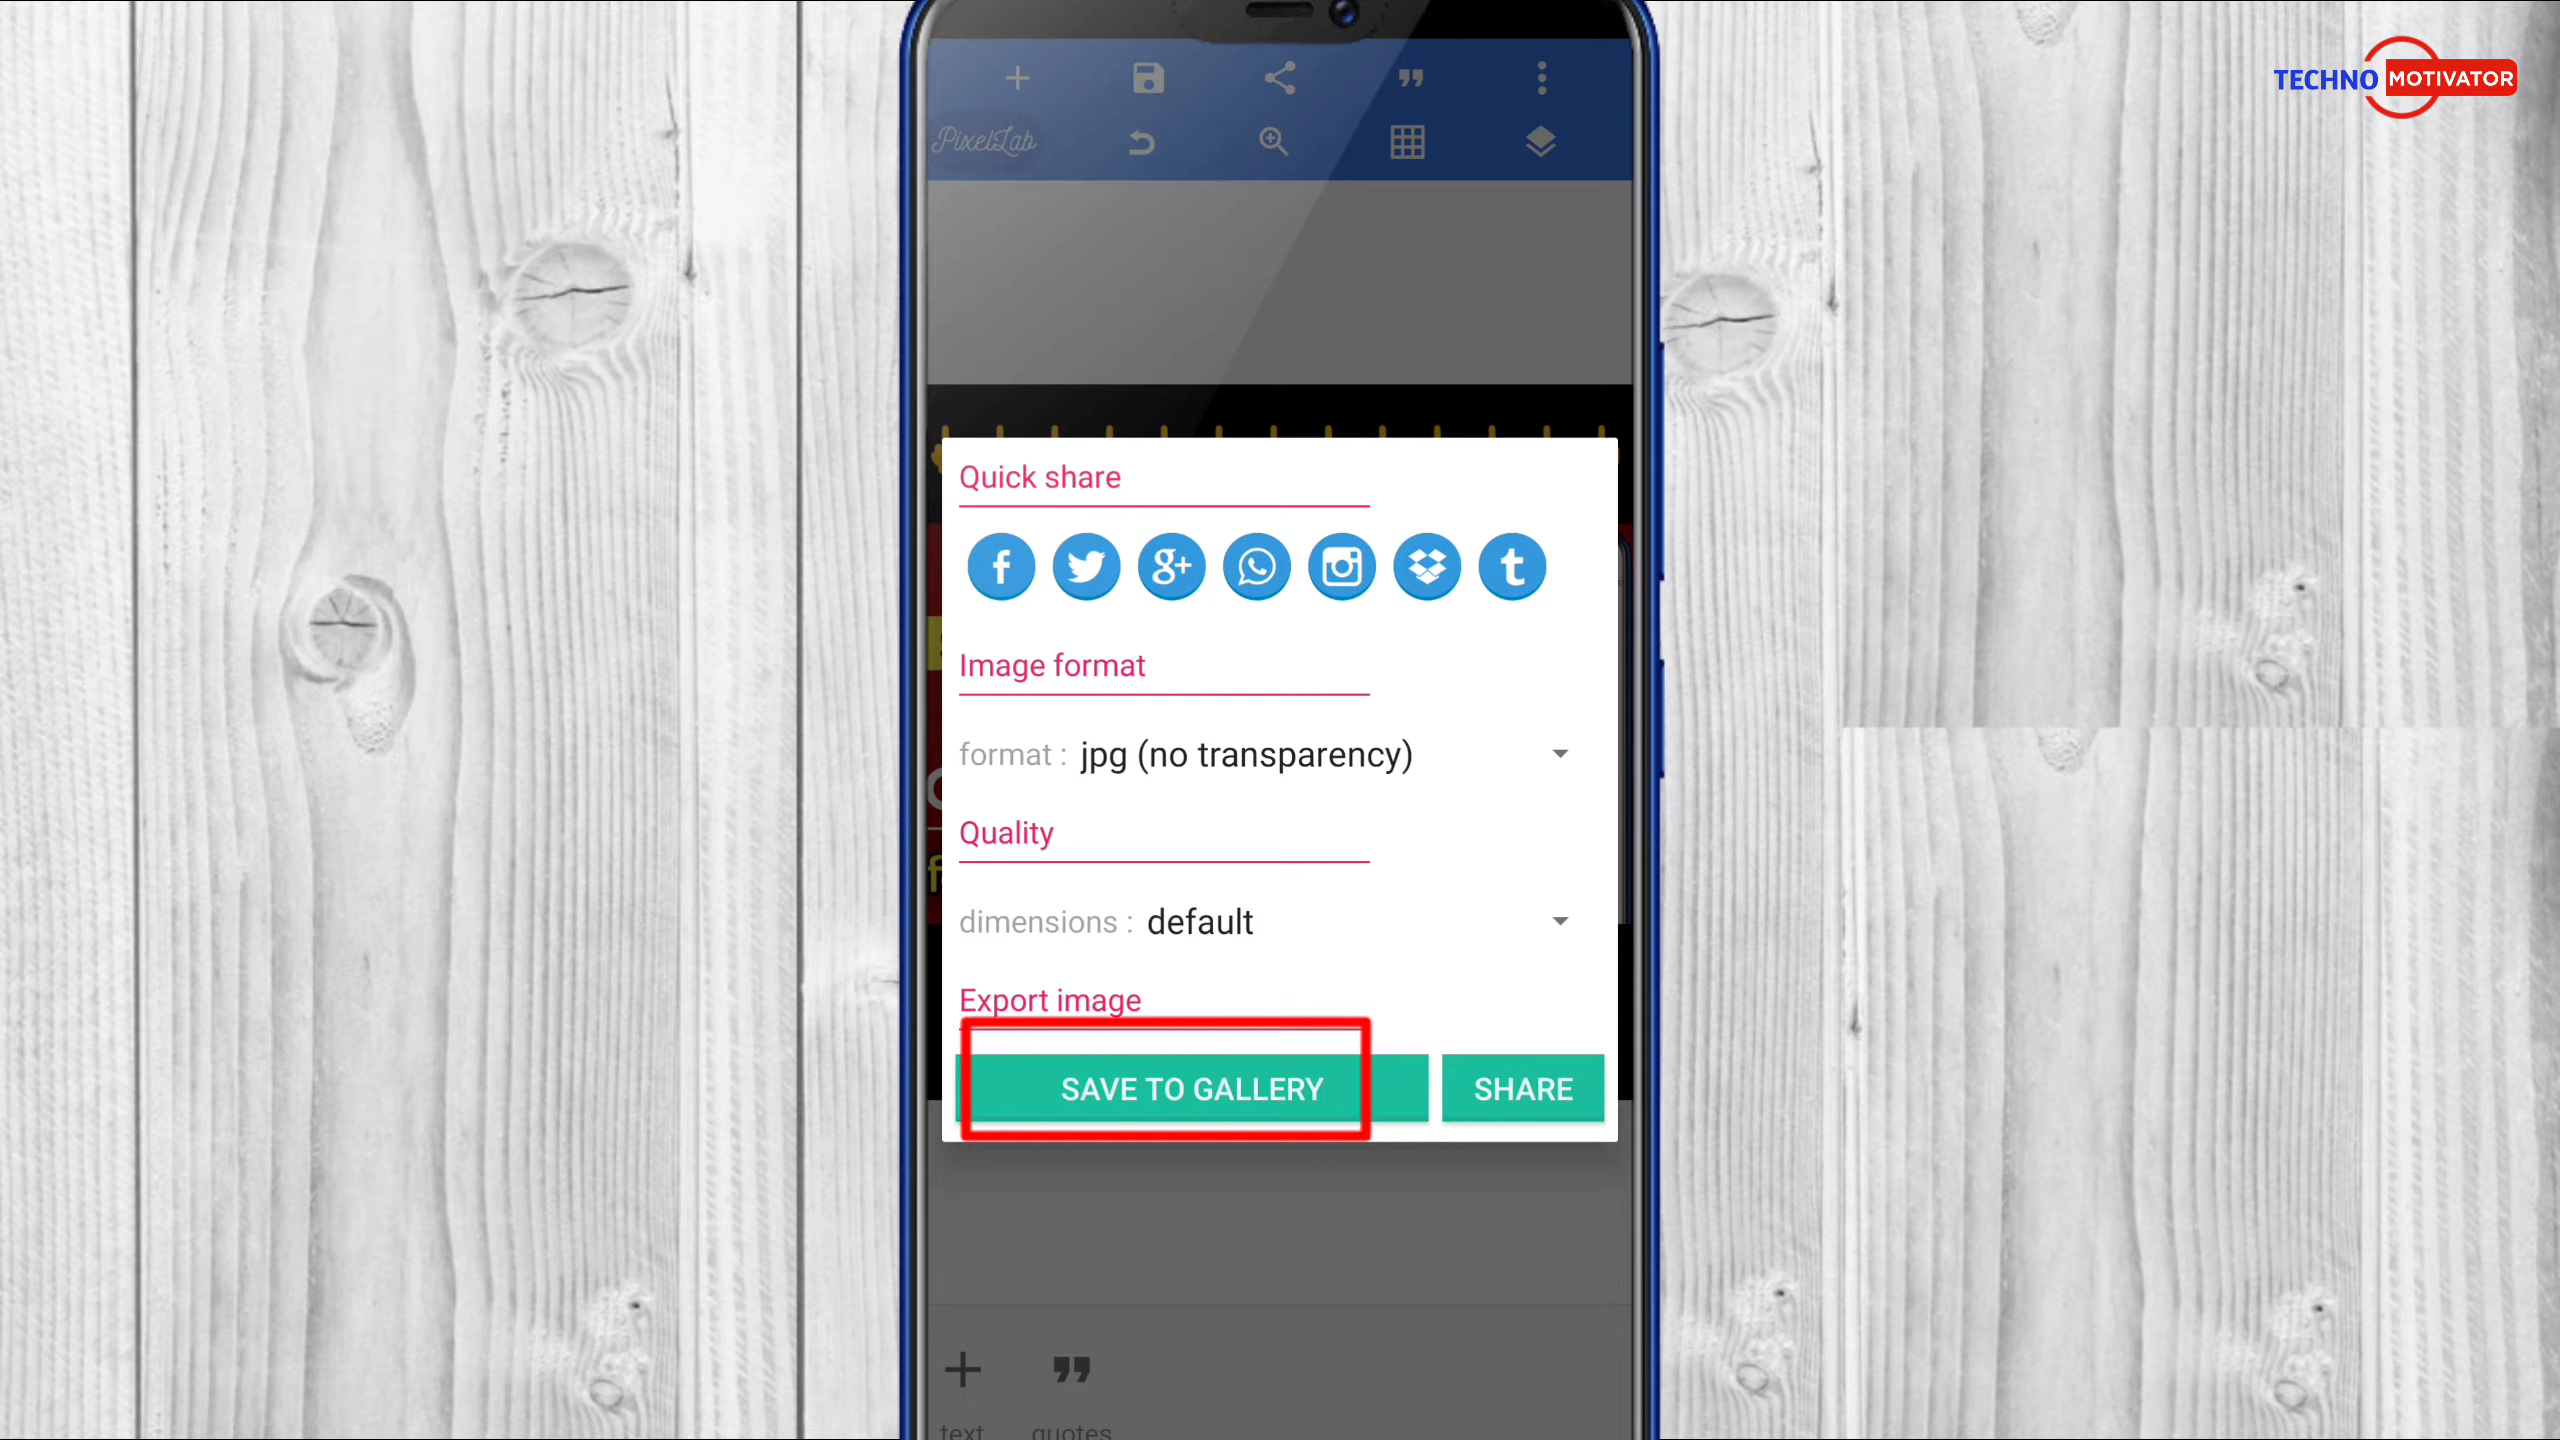 TECHNO MOTIVATOR
PixelLab
Quick share
Image format
format : jpg (no transparency)
Quality
dimensions : default
Export image
SAVE TO GALLERY
SHARE
text
quotes